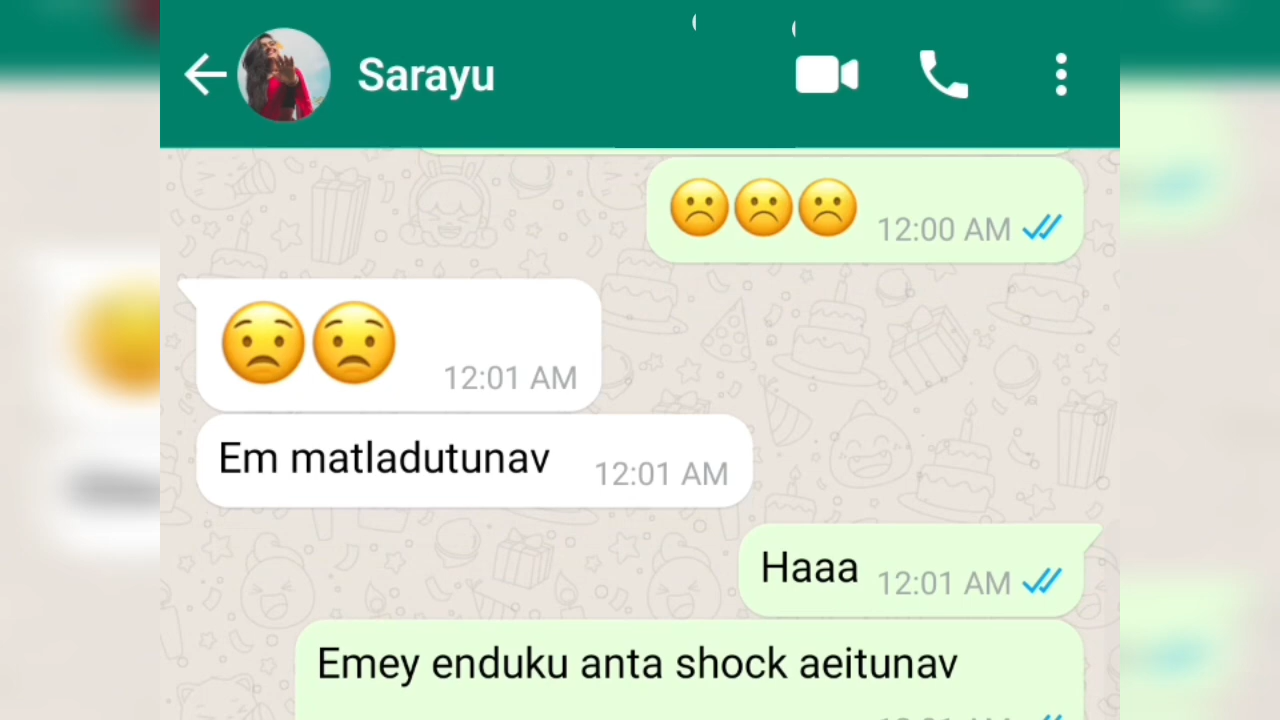 Sarayu
☹️☹️☹️ 12:00 AM
😟😟 12:01 AM
Em matladutunav 12:01 AM
Haaa 12:01 AM
Emey enduku anta shock aeitunav